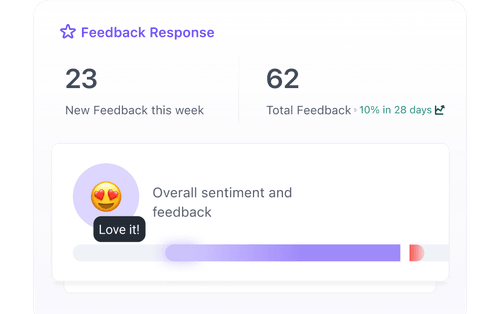 Feedback Response
23
62
New Feedback this week
Total Feedback
10% in 28 days
Overall sentiment and
feedback
Love it!